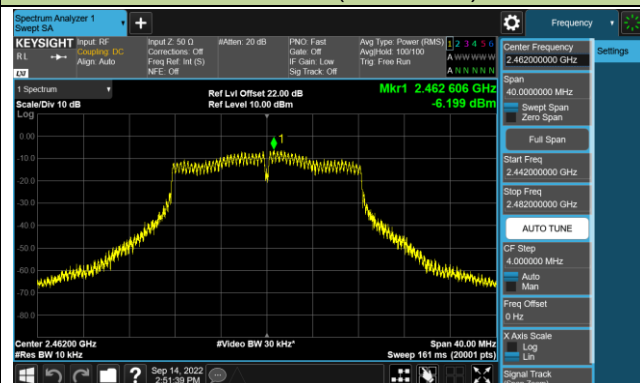 Spectrum Analyzer 1
Swept SA
Frequency
KEYSIGHT
RL
Input: RF
Coupling: DC
Align: Auto
Input Z: 50 Ω
Corrections: Off
Freq Ref: Int (S)
NFE: Off
#Atten: 20 dB
PNO: Fast
Gate: Off
IF Gain: Low
Sig Track: Off
Avg Type: Power (RMS)
Avg|Hold: 100/100
Trig: Free Run
1 2 3 4 5 6
A W W W W W
A N N N N N
LXI
1 Spectrum
Scale/Div 10 dB
Log
Ref Lvl Offset 22.00 dB
Ref Level 10.00 dBm
Mkr1 2.462 606 GHz
-6.199 dBm
1
0.00
-10.0
-20.0
-30.0
-40.0
-50.0
-60.0
-70.0
-80.0
Center 2.46200 GHz
#Res BW 10 kHz
#Video BW 30 kHz*
Span 40.00 MHz
Sweep 161 ms (20001 pts)
Sep 14, 2022
2:51:39 PM
Center Frequency
2.462000000 GHz
Settings
Span
40.0000000 MHz
Swept Span
Zero Span
Full Span
Start Freq
2.442000000 GHz
Stop Freq
2.482000000 GHz
AUTO TUNE
CF Step
4.000000 MHz
Auto
Man
Freq Offset
0 Hz
X Axis Scale
Log
Lin
Signal Track
(Span Zoom)